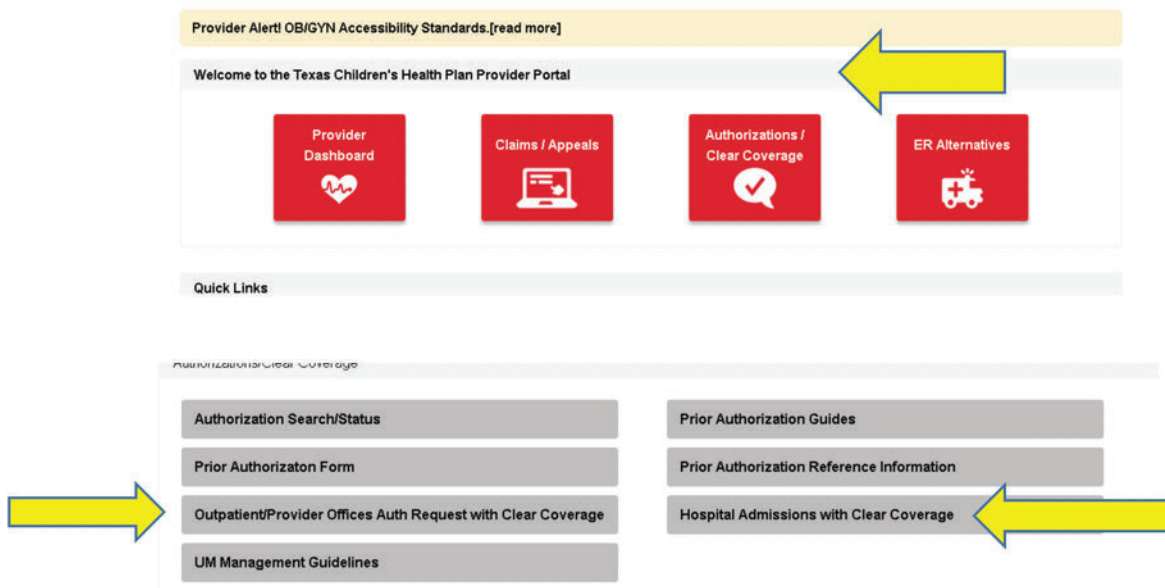 Provider Alert! OB/GYN Accessibility Standards.[read more]
Welcome to the Texas Children's Health Plan Provider Portal
Provider
Dashboard
Claims / Appeals
Authorizations /
Clear Coverage
ER Alternatives
Quick Links
Authorizations/Clear Coverage
Authorization Search/Status
Prior Authorization Guides
Prior Authorizaton Form
Prior Authorization Reference Information
Outpatient/Provider Offices Auth Request with Clear Coverage
Hospital Admissions with Clear Coverage
UM Management Guidelines